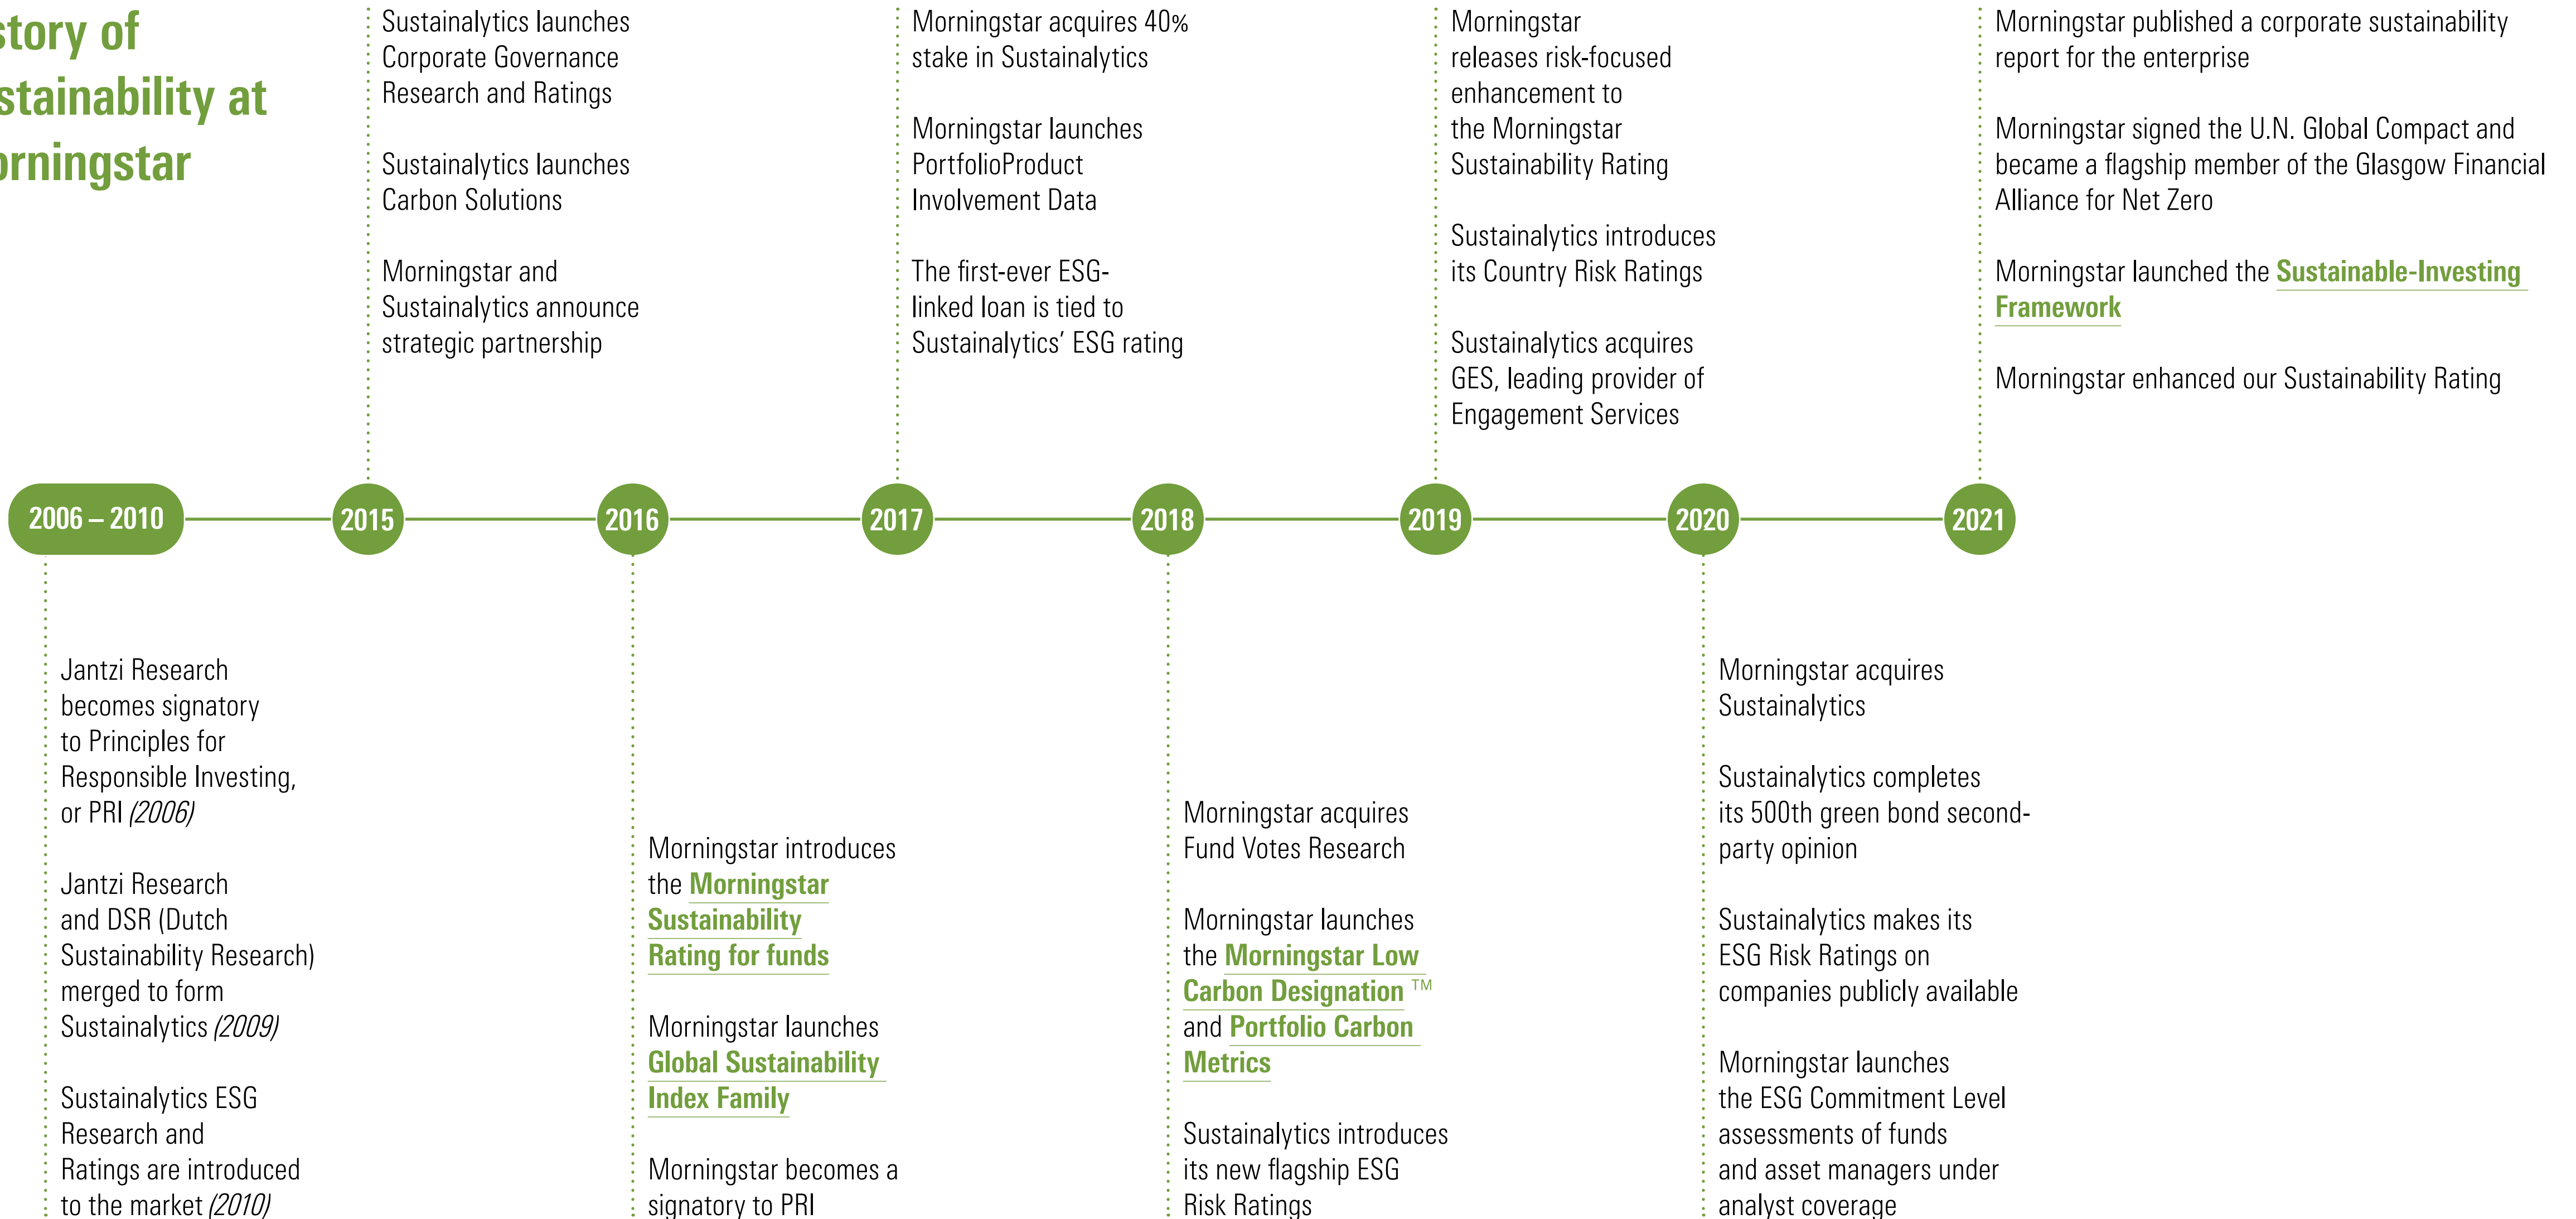 story of
stainability at
orningstar
Sustainalytics launches
Corporate Governance
Research and Ratings
Sustainalytics launches
Carbon Solutions
Morningstar and
Sustainalytics announce
strategic partnership
Morningstar acquires 40%
stake in Sustainalytics
Morningstar launches
PortfolioProduct
Involvement Data
The first-ever ESG-
linked loan is tied to
Sustainalytics’ ESG rating
Morningstar
releases risk-focused
enhancement to
the Morningstar
Sustainability Rating
Sustainalytics introduces
its Country Risk Ratings
Sustainalytics acquires
GES, leading provider of
Engagement Services
Morningstar published a corporate sustainability
report for the enterprise
Morningstar signed the U.N. Global Compact and
became a flagship member of the Glasgow Financial
Alliance for Net Zero
Morningstar launched the Sustainable-Investing
Framework
Morningstar enhanced our Sustainability Rating
2006 – 2010
2015
2016
2017
2018
2019
2020
2021
Jantzi Research
becomes signatory
to Principles for
Responsible Investing,
or PRI (2006)
Jantzi Research
and DSR (Dutch
Sustainability Research)
merged to form
Sustainalytics (2009)
Sustainalytics ESG
Research and
Ratings are introduced
to the market (2010)
Morningstar introduces
the Morningstar
Sustainability
Rating for funds
Morningstar launches
Global Sustainability
Index Family
Morningstar becomes a
signatory to PRI
Morningstar acquires
Fund Votes Research
Morningstar launches
the Morningstar Low
Carbon Designation ™
and Portfolio Carbon
Metrics
Sustainalytics introduces
its new flagship ESG
Risk Ratings
Morningstar acquires
Sustainalytics
Sustainalytics completes
its 500th green bond second-
party opinion
Sustainalytics makes its
ESG Risk Ratings on
companies publicly available
Morningstar launches
the ESG Commitment Level
assessments of funds
and asset managers under
analyst coverage